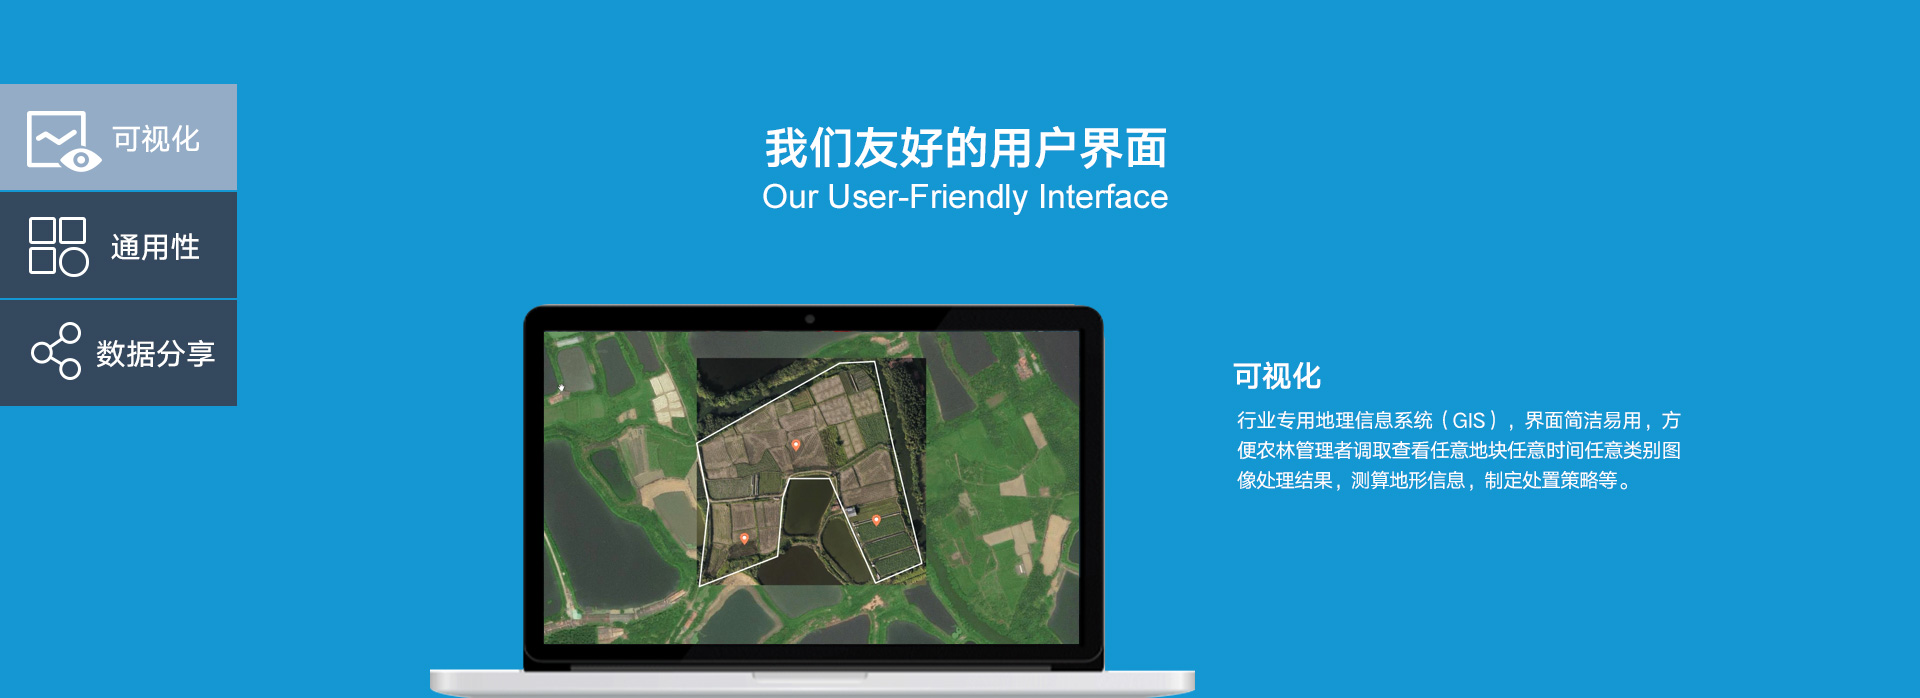 可视化
通用性
数据分享
我们友好的用户界面
Our User-Friendly Interface
可视化
行业专用地理信息系统（GIS），界面简洁易用，方
便农林管理者调取查看任意地块任意时间任意类别图
像处理结果，测算地形信息，制定处置策略等。